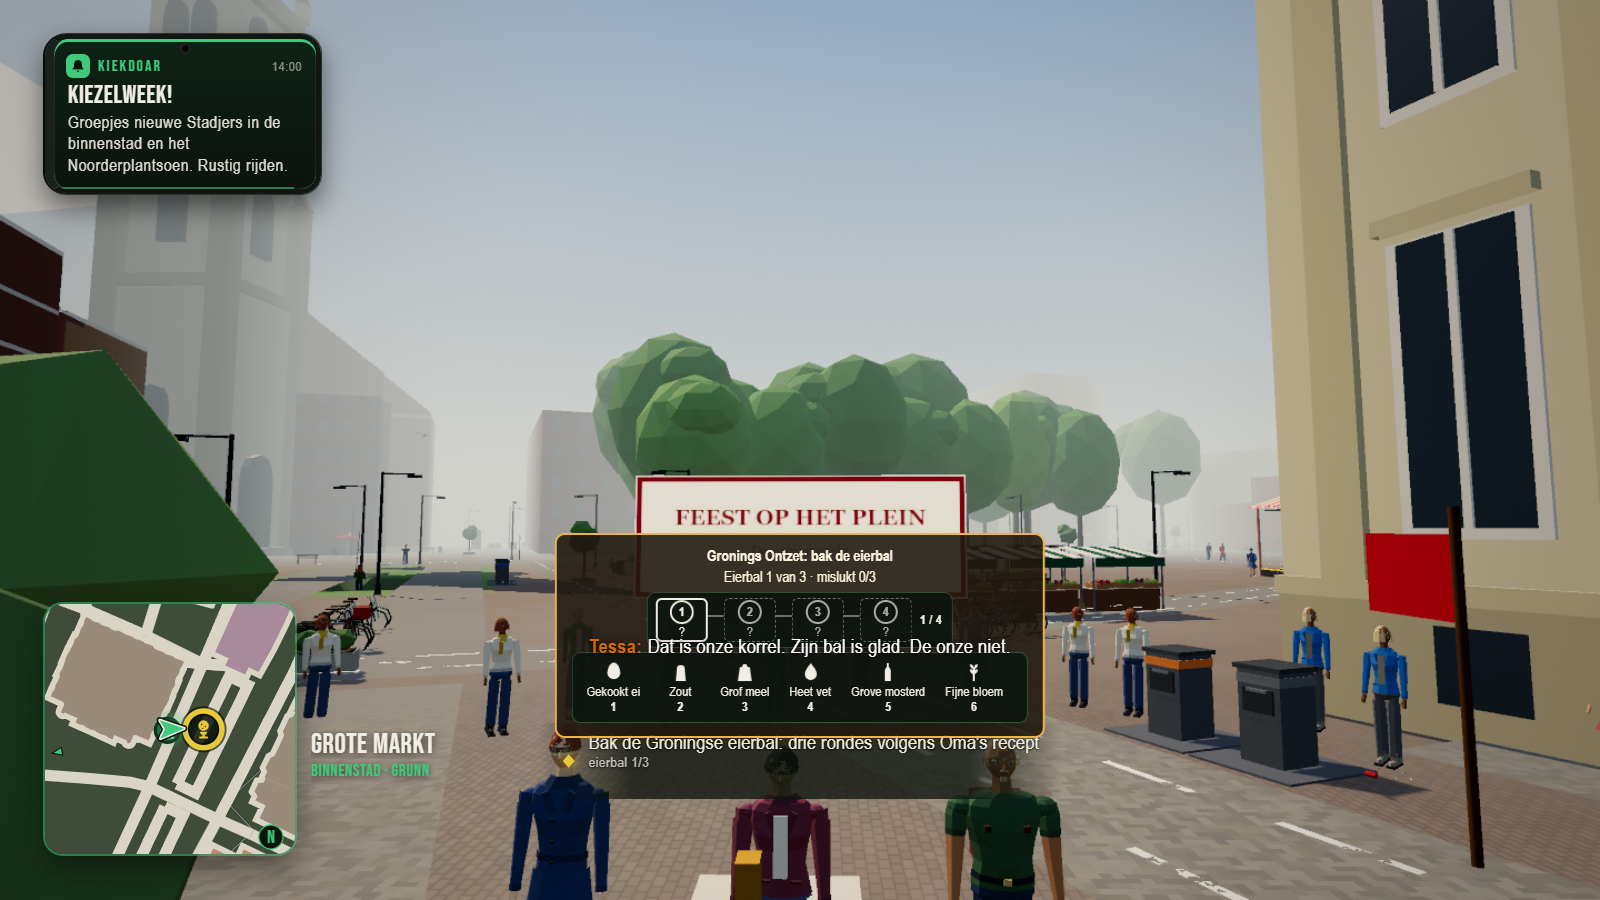 KIEKDOAR
14:00
KIEZELWEEK!
Groepjes nieuwe Stadjers in de
binnenstad en het
Noorderplantsoen. Rustig rijden.
FEEST OP HET PLEIN
Gronings Ontzet: bak de eierbal
Eierbal 1 van 3 · mislukt 0/3
1 2 3 4 1 / 4
? ? ? ?
Tessa: Dat is onze korrel. Zijn bal is glad. De onze niet.
Gekookt ei Zout Grof meel Heet vet Grove mosterd Fijne bloem
1 2 3 4 5 6
Bak de Groningse eierbal: drie rondes volgens Oma's recept
eierbal 1/3
GROTE MARKT
BINNENSTAD · GRUNN
N